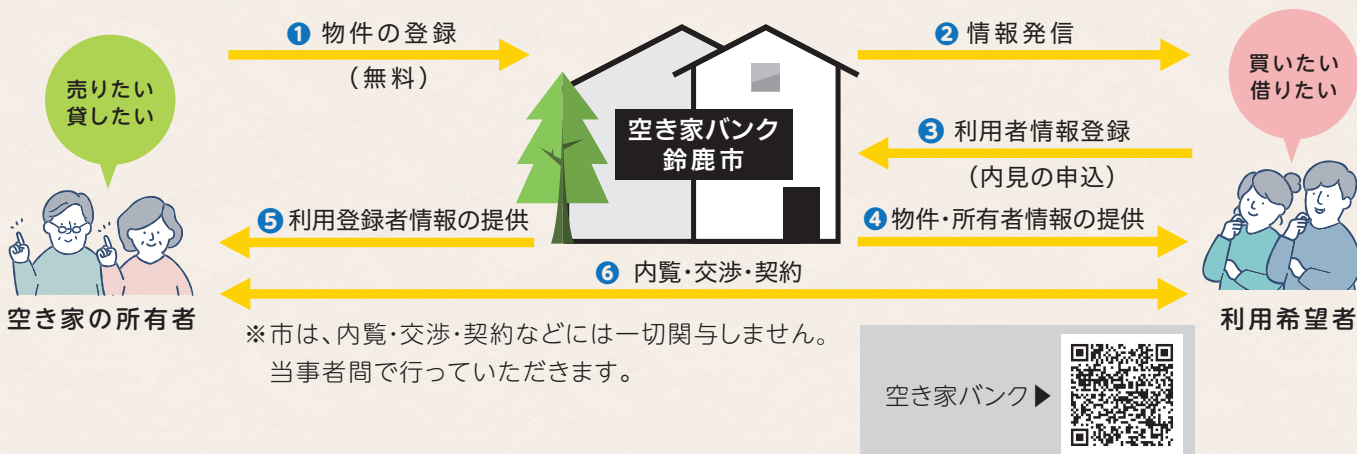 ❶ 物件の登録
（無料）
❷ 情報発信
売りたい
貸したい
買いたい
借りたい
空き家バンク
鈴鹿市
❸ 利用者情報登録
（内見の申込）
❺ 利用登録者情報の提供
❹ 物件・所有者情報の提供
❻ 内覧・交渉・契約
空き家の所有者
利用希望者
※市は、内覧・交渉・契約などには一切関与しません。
当事者間で行っていただきます。
空き家バンク▶